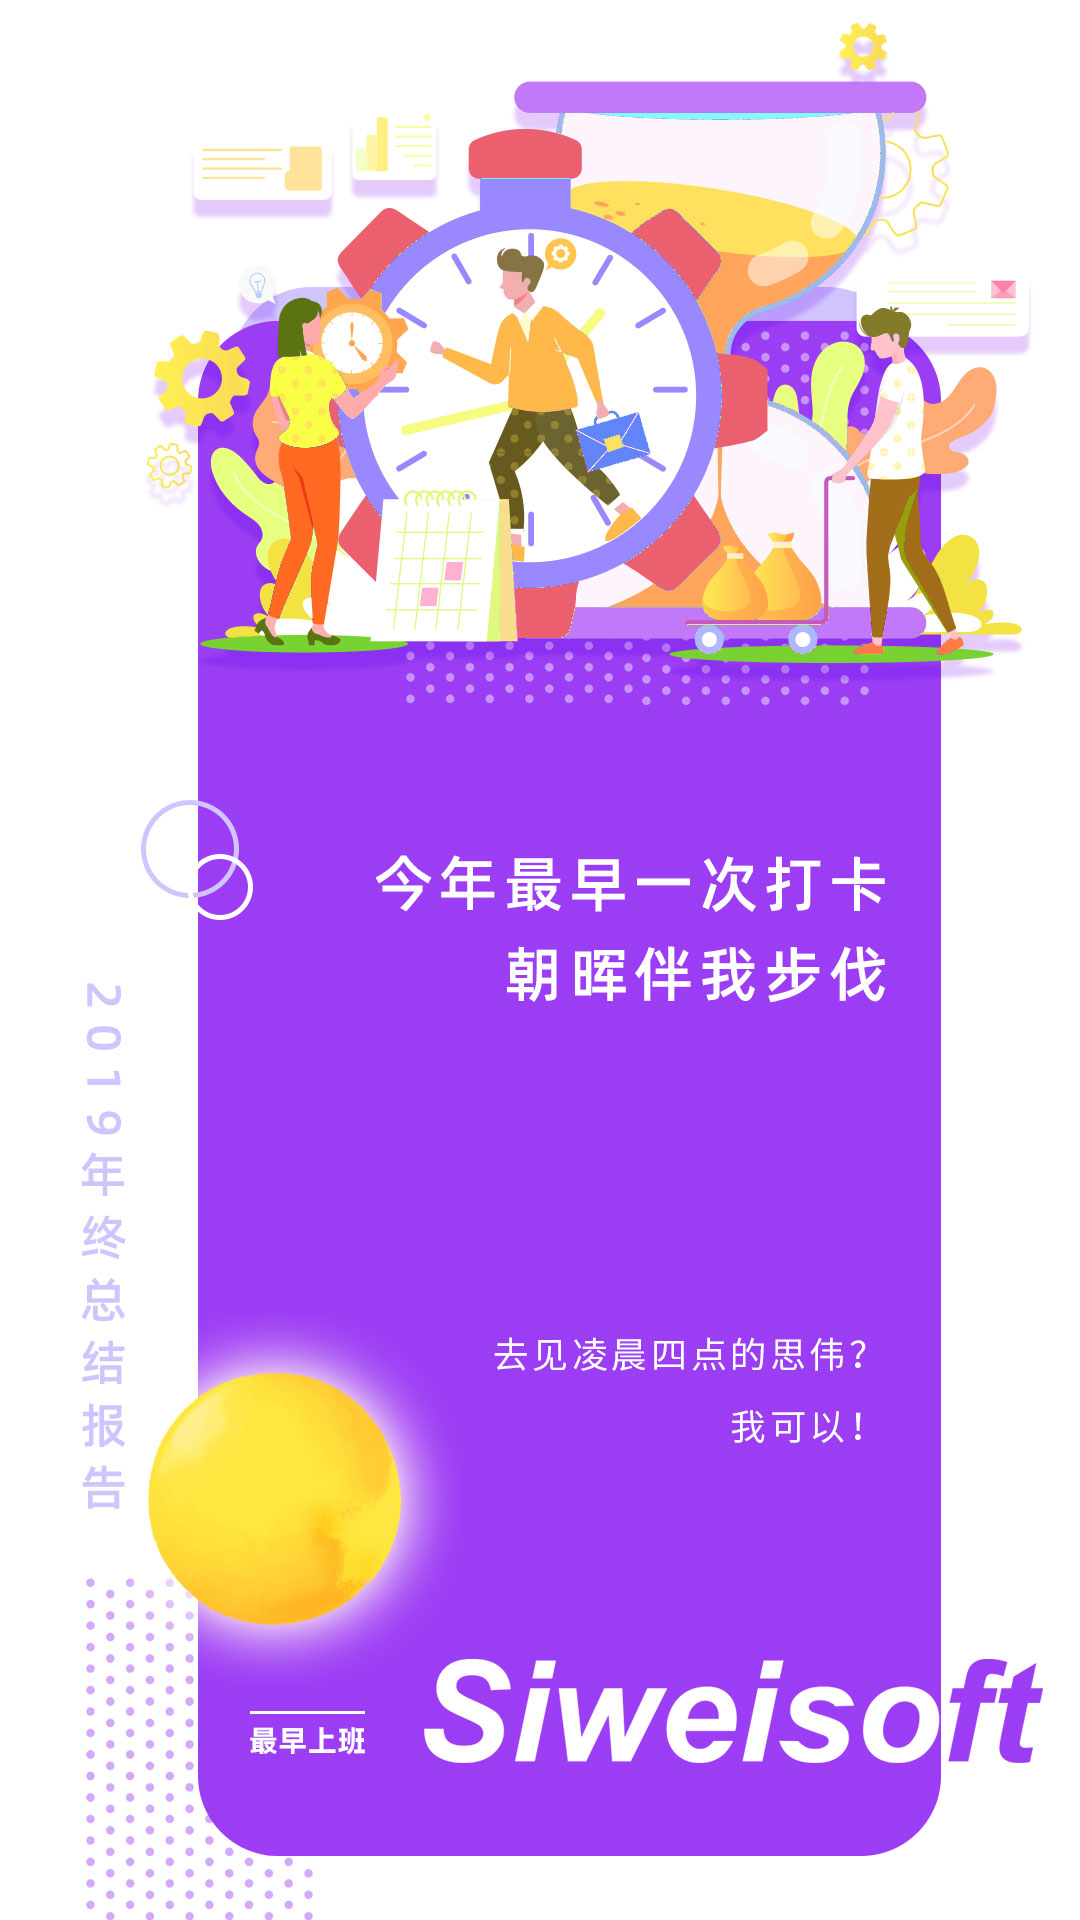 今年最早一次打卡
朝晖伴我步伐
2019年终总结报告
去见凌晨四点的思伟？
我可以！
最早上班
Siweisoft